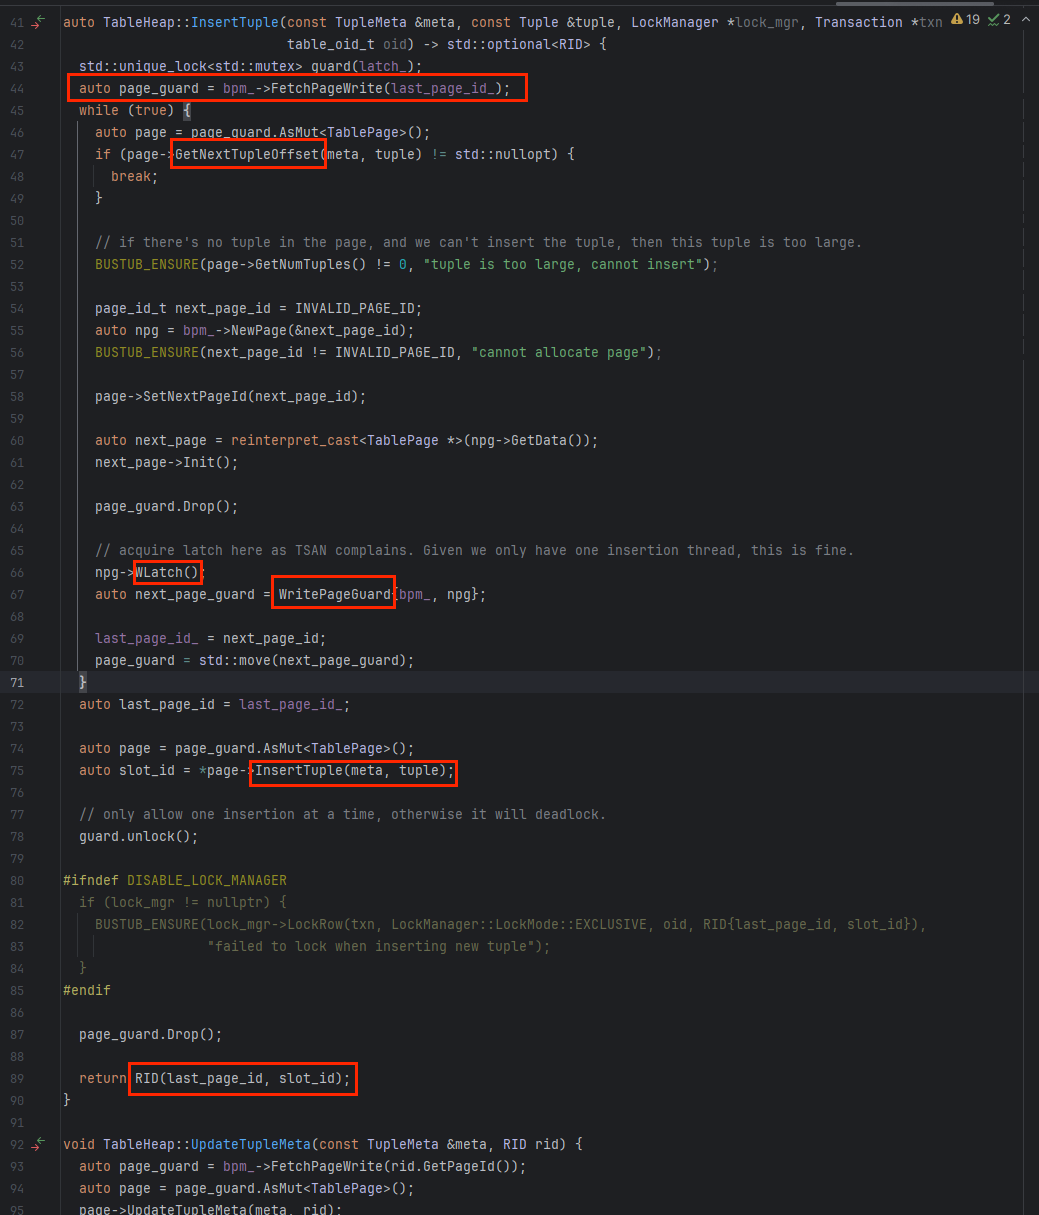 41 auto TableHeap::InsertTuple(const TupleMeta &meta, const Tuple &tuple, LockManager *lock_mgr, Transaction *txn 19 2
42 table_oid_t oid) -> std::optional<RID> {
43 std::unique_lock<std::mutex> guard(latch_);
44 auto page_guard = bpm_->FetchPageWrite(last_page_id_);
45 while (true) {
46 auto page = page_guard.AsMut<TablePage>();
47 if (page->GetNextTupleOffset(meta, tuple) != std::nullopt) {
48 break;
49 }
50
51 // if there's no tuple in the page, and we can't insert the tuple, then this tuple is too large.
52 BUSTUB_ENSURE(page->GetNumTuples() != 0, "tuple is too large, cannot insert");
53
54 page_id_t next_page_id = INVALID_PAGE_ID;
55 auto npg = bpm_->NewPage(&next_page_id);
56 BUSTUB_ENSURE(next_page_id != INVALID_PAGE_ID, "cannot allocate page");
57
58 page->SetNextPageId(next_page_id);
59
60 auto next_page = reinterpret_cast<TablePage *>(npg->GetData());
61 next_page->Init();
62
63 page_guard.Drop();
64
65 // acquire latch here as TSAN complains. Given we only have one insertion thread, this is fine.
66 npg->WLatch();
67 auto next_page_guard = WritePageGuard{bpm_, npg};
68
69 last_page_id_ = next_page_id;
70 page_guard = std::move(next_page_guard);
71 }
72 auto last_page_id = last_page_id_;
73
74 auto page = page_guard.AsMut<TablePage>();
75 auto slot_id = *page->InsertTuple(meta, tuple);
76
77 // only allow one insertion at a time, otherwise it will deadlock.
78 guard.unlock();
79
80 #ifndef DISABLE_LOCK_MANAGER
81 if (lock_mgr != nullptr) {
82 BUSTUB_ENSURE(lock_mgr->LockRow(txn, LockManager::LockMode::EXCLUSIVE, oid, RID{last_page_id, slot_id}),
83 "failed to lock when inserting new tuple");
84 }
85 #endif
86
87 page_guard.Drop();
88
89 return RID(last_page_id, slot_id);
90 }
91
92 void TableHeap::UpdateTupleMeta(const TupleMeta &meta, RID rid) {
93 auto page_guard = bpm_->FetchPageWrite(rid.GetPageId());
94 auto page = page_guard.AsMut<TablePage>();
95 page->UpdateTupleMeta(meta, rid);